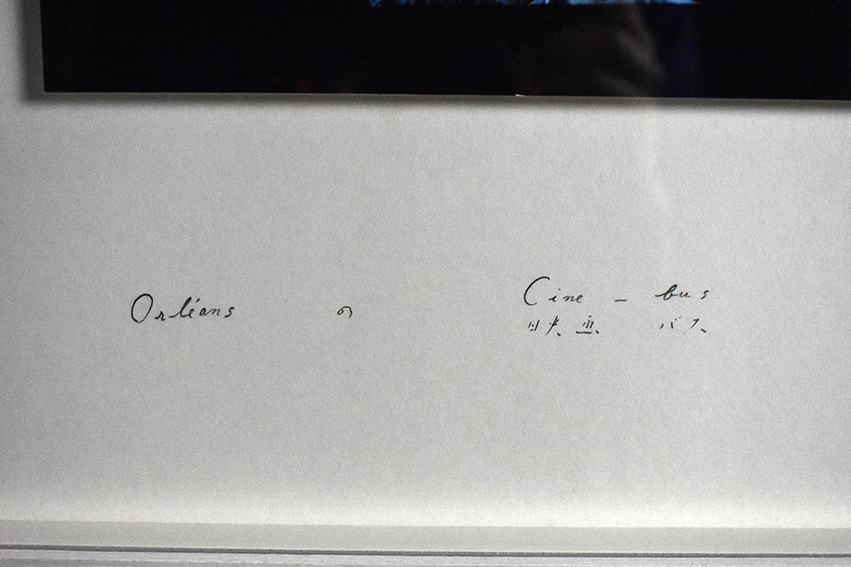 Orléans の Cine - bus
映画 バス